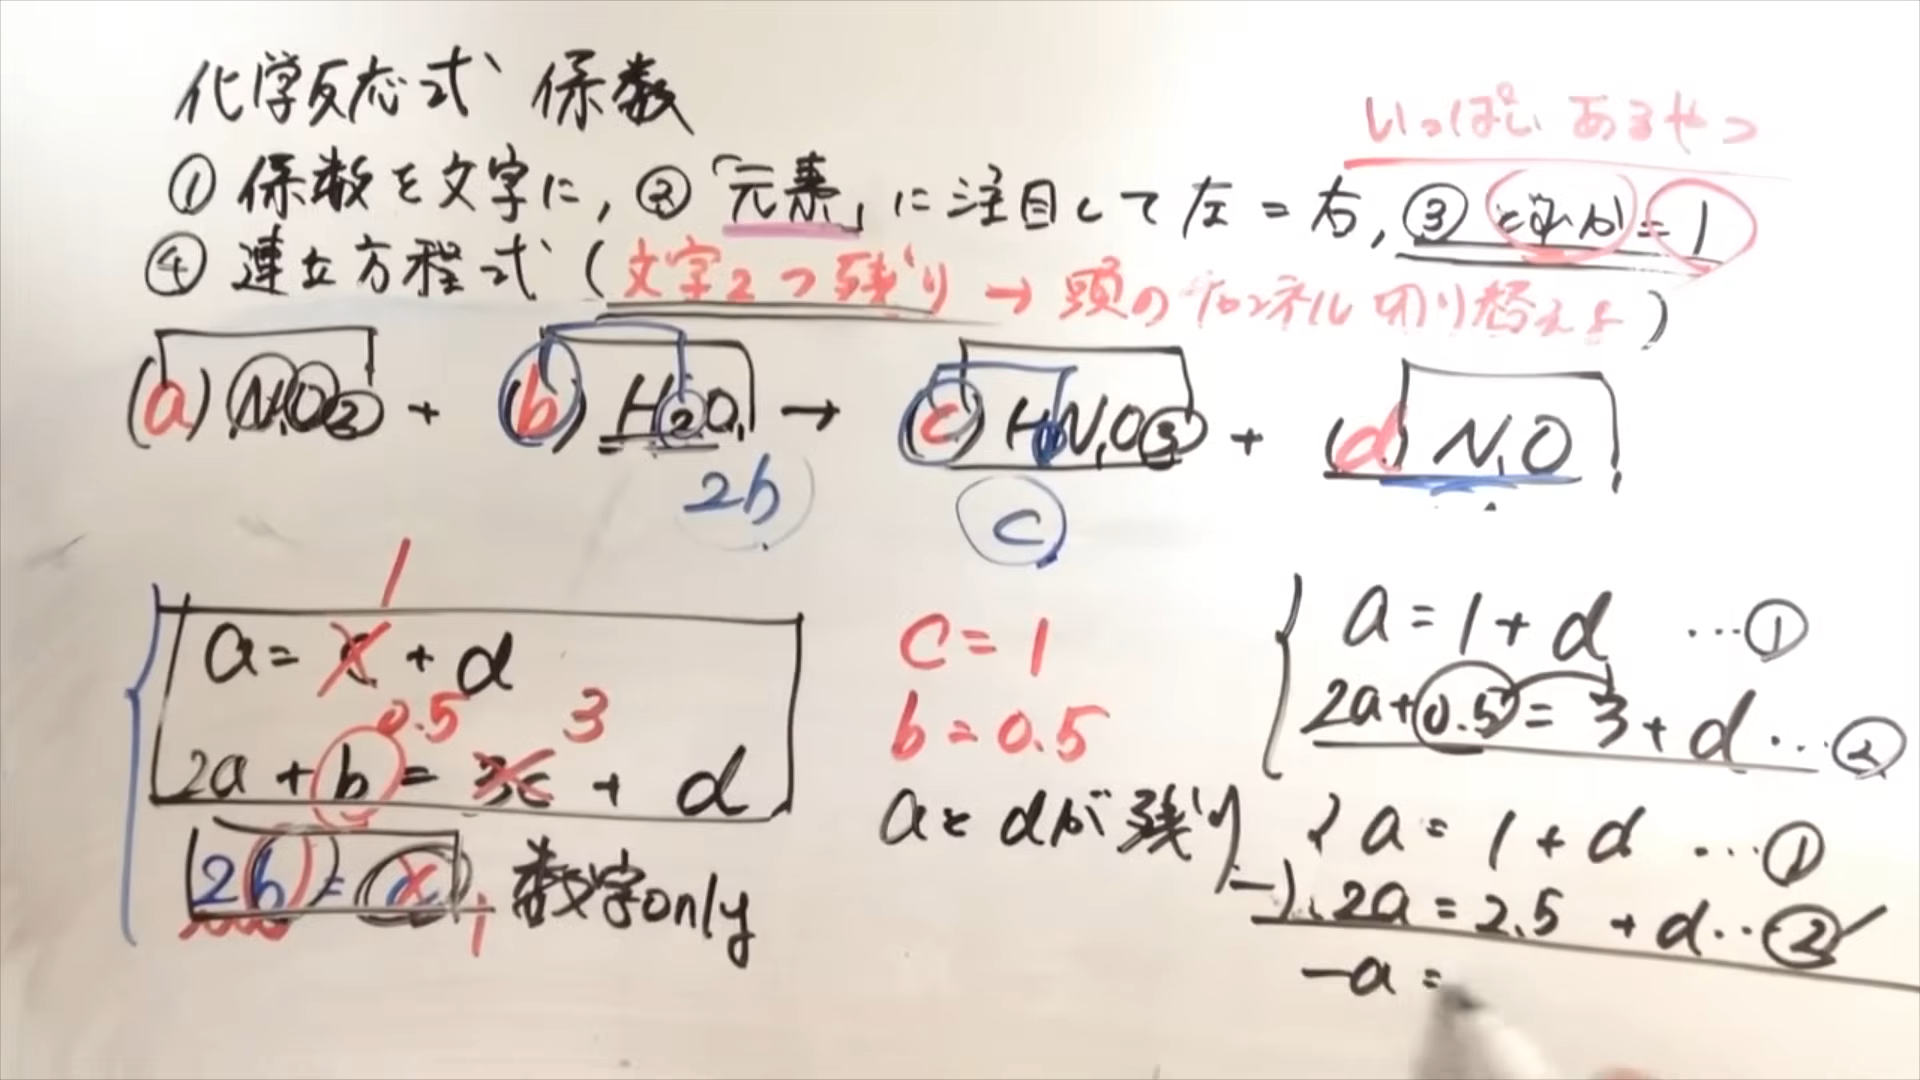 化学反応式 係数
いっぱい あるやつ
① 係数を文字に, ②「元素」に注目して左=右, ③ どれか=1
④ 連立方程式 (文字2つ残り → 頭のチャンネル切り替えよ)
(a) NO2 + (b) H2O → (c) HNO3 + (d) NO
2b
c
1
a = c + d
0.5 3
2a + b = 3c + d
2b = c 1 数字only
c = 1
b = 0.5
aとdが残り
a = 1 + d …①
2a + 0.5 = 3 + d …②
a = 1 + d …①
-) 2a = 2.5 + d …②
-a =